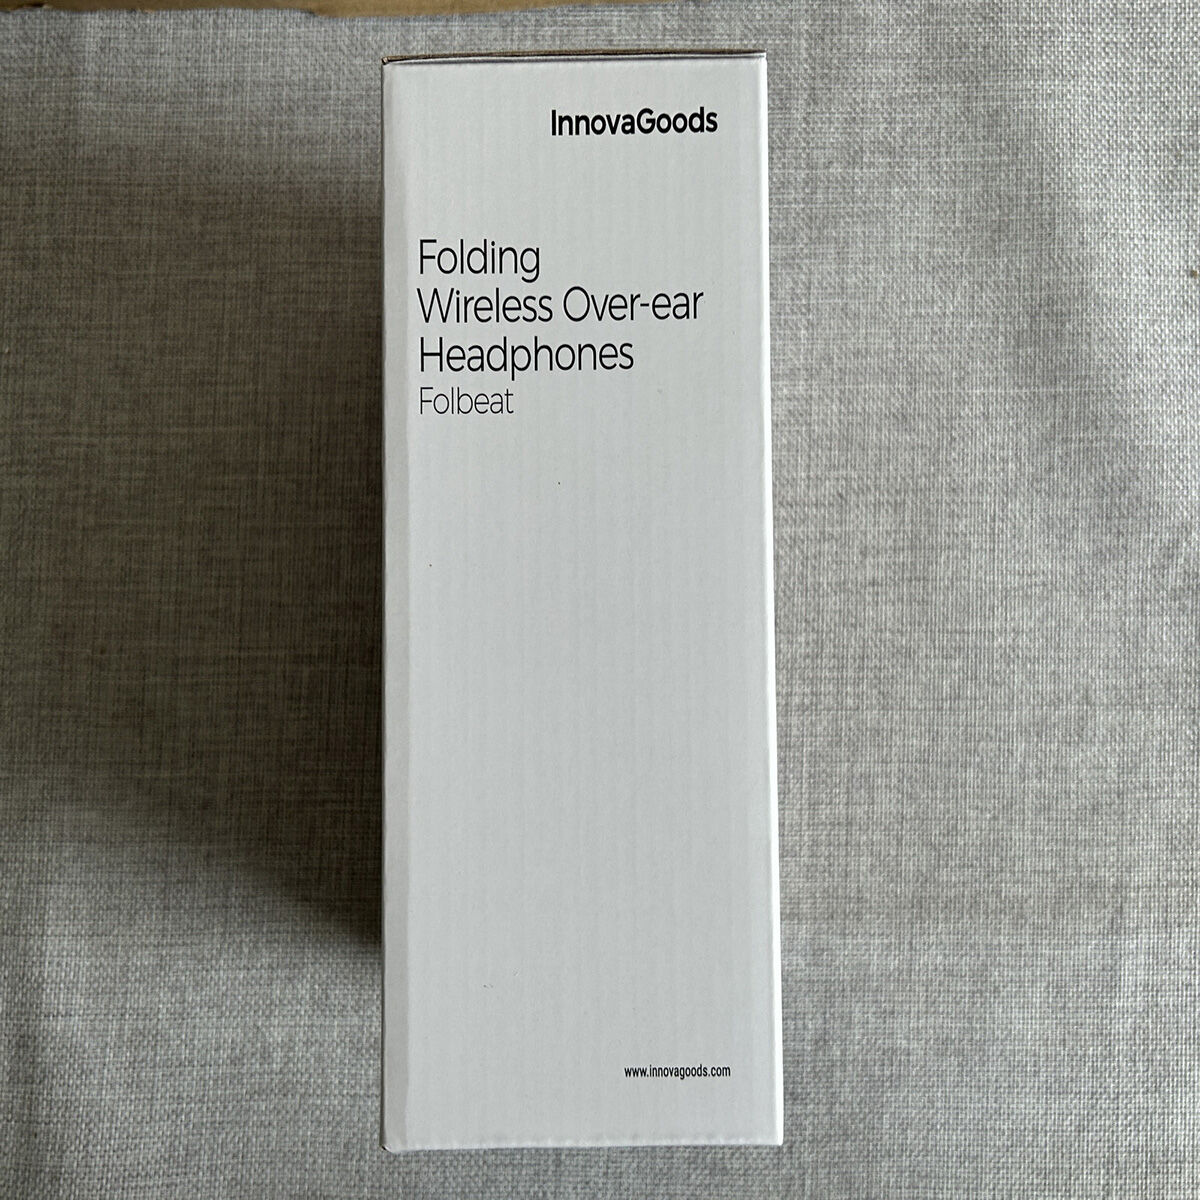 InnovaGoods
Folding
Wireless Over-ear
Headphones
Folbeat
www.innovagoods.com